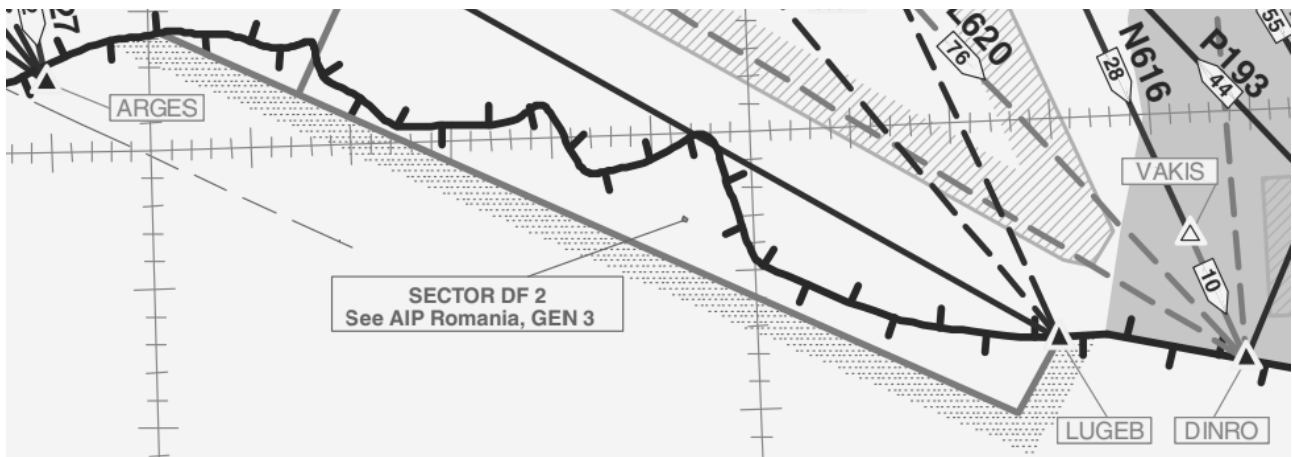 ARGES
SECTOR DF 2
See AIP Romania, GEN 3
76
28
N616
P193
44
55
VAKIS
10
LUGEB
DINRO